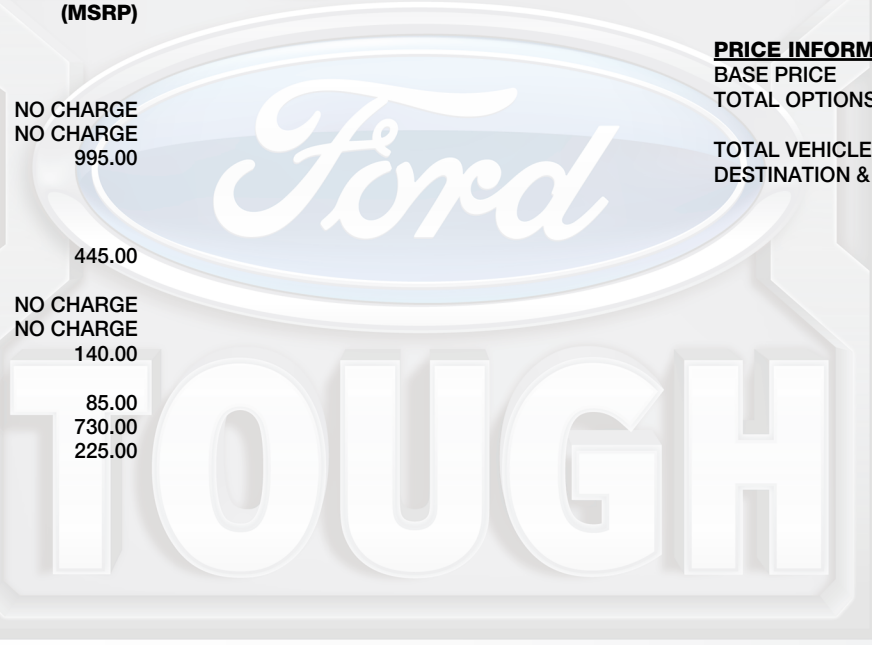 (MSRP)
NO CHARGE
NO CHARGE
995.00
445.00
NO CHARGE
NO CHARGE
140.00
85.00
730.00
225.00
PRICE INFORM
BASE PRICE
TOTAL OPTIONS
TOTAL VEHICLE
DESTINATION &
Ford
TOUGH